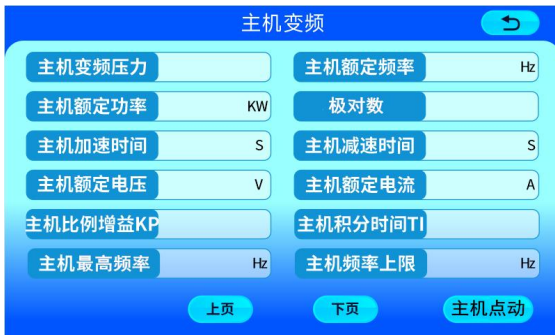 主机变频
主机变频压力 主机额定频率 Hz
主机额定功率 KW 极对数
主机加速时间 S 主机减速时间 S
主机额定电压 V 主机额定电流 A
主机比例增益KP 主机积分时间TI
主机最高频率 Hz 主机频率上限 Hz
上页 下页 主机点动